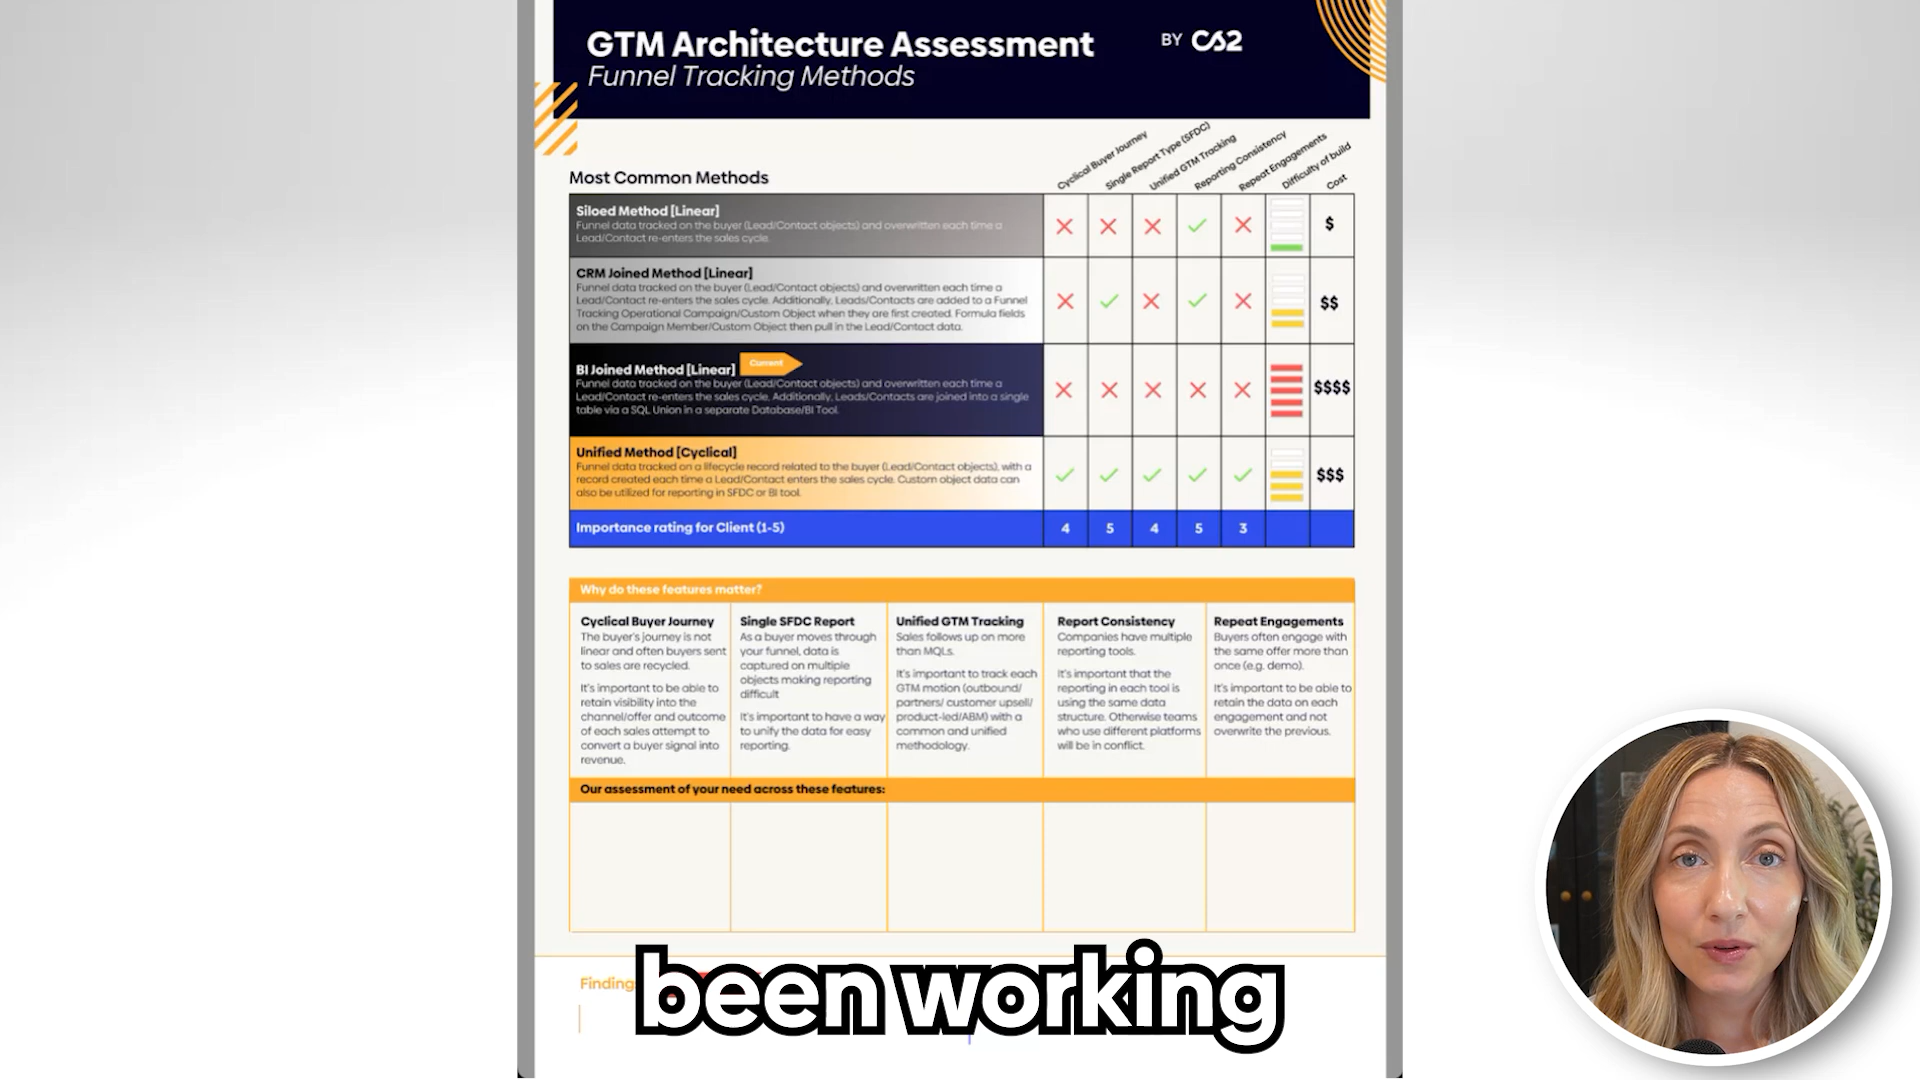 GTM Architecture Assessment
BY CS2
Funnel Tracking Methods
Most Common Methods
Cyclical Buyer Journey
Single Report Type (SFDC)
Unified GTM Tracking
Reporting Consistency
Repeat Engagements
Difficulty of build
Cost
Siloed Method [Linear]
Funnel data tracked on the buyer (Lead/Contact objects) and overwritten each time a
Lead/Contact re-enters the sales cycle.
$
CRM Joined Method [Linear]
Funnel data tracked on the buyer (Lead/Contact objects) and overwritten each time a
Lead/Contact re-enters the sales cycle. Additionally, Leads/Contacts are added to a Funnel
Tracking Operational Campaign/Custom Object when they are first created. Formula fields
on the Campaign Member/Custom Object then pull in the Lead/Contact data.
$$
BI Joined Method [Linear]
Current
Funnel data tracked on the buyer (Lead/Contact objects) and overwritten each time a
Lead/Contact re-enters the sales cycle. Additionally, Leads/Contacts are joined into a single
table via a SQL Union in a separate Database/BI Tool.
$$$$
Unified Method [Cyclical]
Funnel data tracked on a lifecycle record related to the buyer (Lead/Contact objects), with a
record created each time a Lead/Contact enters the sales cycle. Custom object data can
also be utilized for reporting in SFDC or BI tool.
$$$
Importance rating for Client (1-5)
4 5 4 5 3
Why do these features matter?
Cyclical Buyer Journey
The buyer's journey is not
linear and often buyers sent
to sales are recycled.
It's important to be able to
retain visibility into the
channel/offer and outcome
of each sales attempt to
convert a buyer signal into
revenue.
Single SFDC Report
As a buyer moves through
your funnel, data is
captured on multiple
objects making reporting
difficult
It's important to have a way
to unify the data for easy
reporting.
Unified GTM Tracking
Sales follows up on more
than MQLs.
It's important to track each
GTM motion (outbound/
partners/ customer upsell/
product-led/ABM) with a
common and unified
methodology.
Report Consistency
Companies have multiple
reporting tools.
It's important that the
reporting in each tool is
using the same data
structure. Otherwise teams
who use different platforms
will be in conflict.
Repeat Engagements
Buyers often engage with
the same offer more than
once (e.g. demo).
It's important to be able to
retain the data on each
engagement and not
overwrite the previous.
Our assessment of your need across these features:
been working